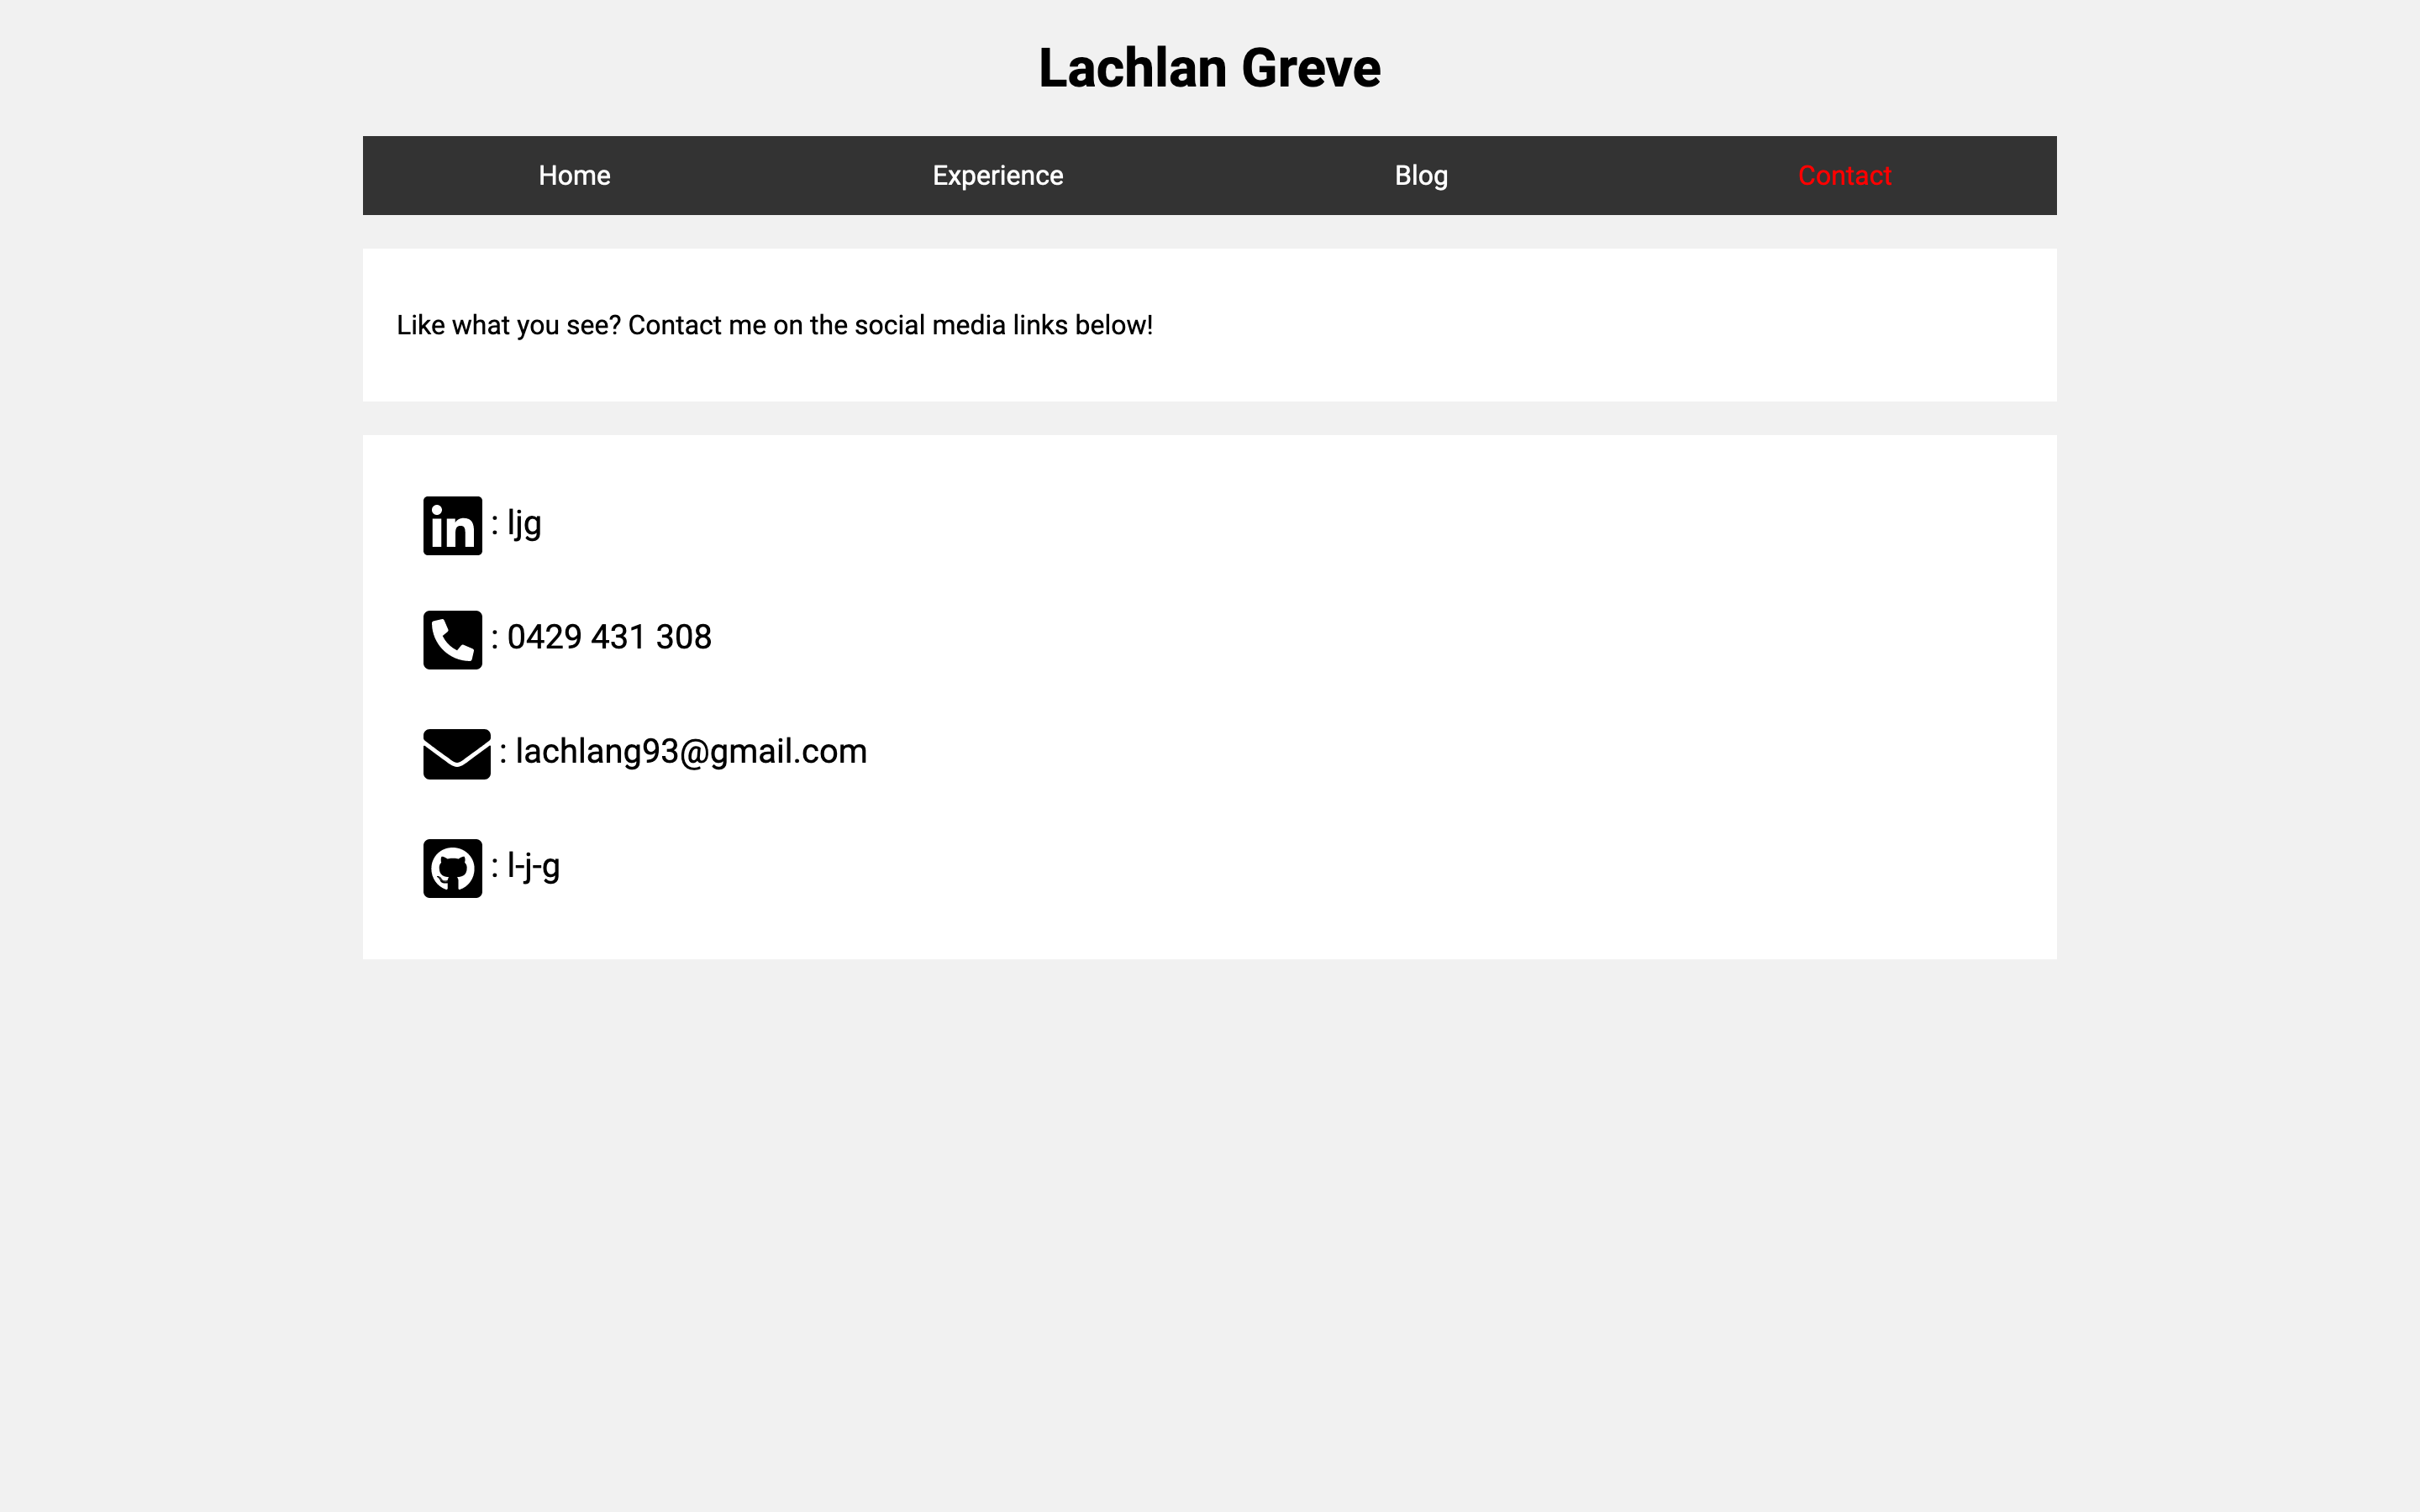 Lachlan Greve
Home Experience Blog Contact
Like what you see? Contact me on the social media links below!
in : ljg
: 0429 431 308
: lachlang93@gmail.com
: l-j-g